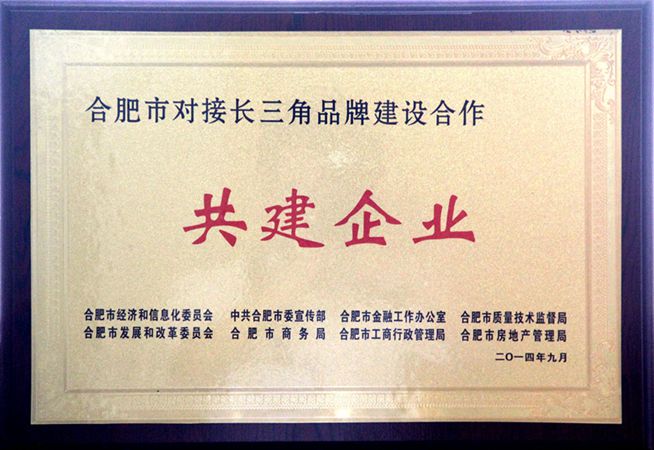 合肥市对接长三角品牌建设合作
共建企业
合肥市经济和信息化委员会 中共合肥市委宣传部 合肥市金融工作办公室 合肥市质量技术监督局
合肥市发展和改革委员会 合肥市商务局 合肥市工商行政管理局 合肥市房地产管理局
二〇一四年九月